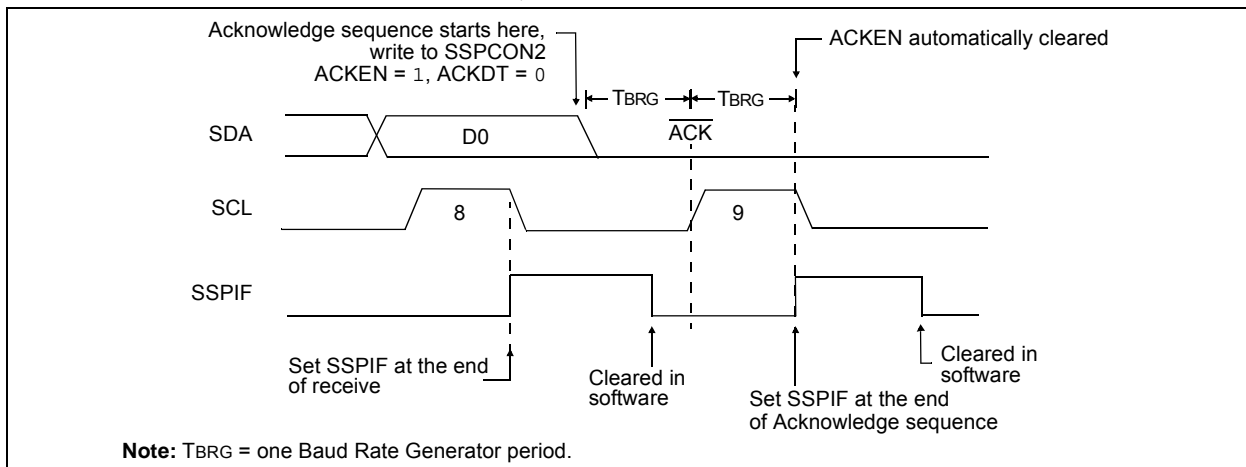 Acknowledge sequence starts here,
write to SSPCON2
ACKEN = 1, ACKDT = 0
ACKEN automatically cleared
TBRG
TBRG
SDA
D0
ACK
SCL
8
9
SSPIF
Set SSPIF at the end
of receive
Cleared in
software
Set SSPIF at the end
of Acknowledge sequence
Cleared in
software
Note: TBRG = one Baud Rate Generator period.